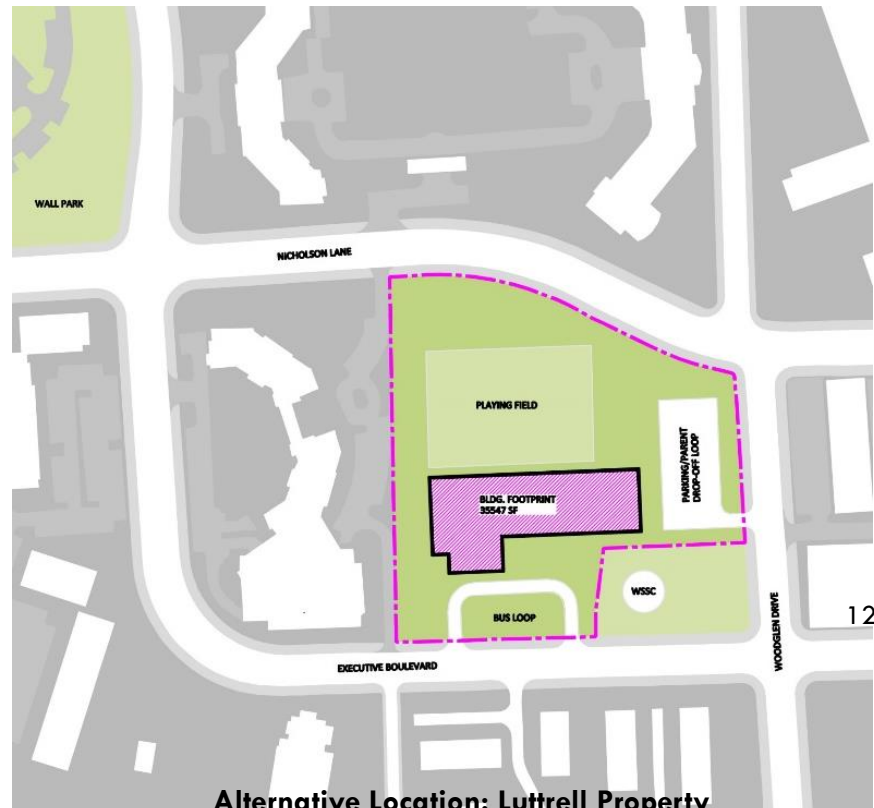 WALL PARK
NICHOLSON LANE
PLAYING FIELD
PARKING/PARENT
DROP-OFF LOOP
BLDG. FOOTPRINT
35547 SF
WSSC
BUS LOOP
12
WOODGLEN DRIVE
EXECUTIVE BOULEVARD
Alternative Location: Luttrell Property